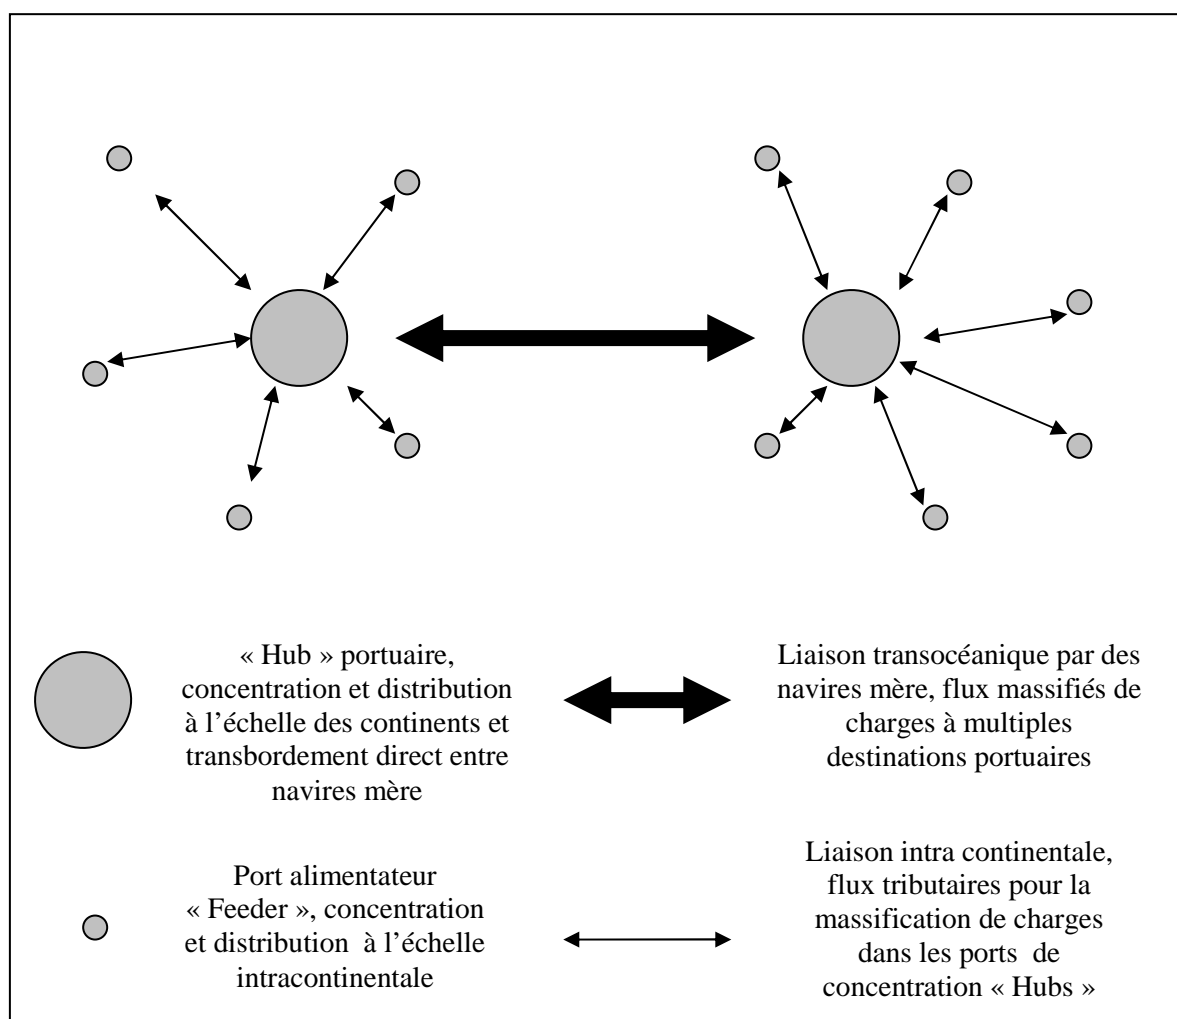 « Hub » portuaire,
concentration et distribution
à l’échelle des continents et
transbordement direct entre
navires mère
Liaison transocéanique par des
navires mère, flux massifiés de
charges à multiples
destinations portuaires
Port alimentateur
« Feeder », concentration
et distribution à l’échelle
intracontinentale
Liaison intra continentale,
flux tributaires pour la
massification de charges
dans les ports de
concentration « Hubs »